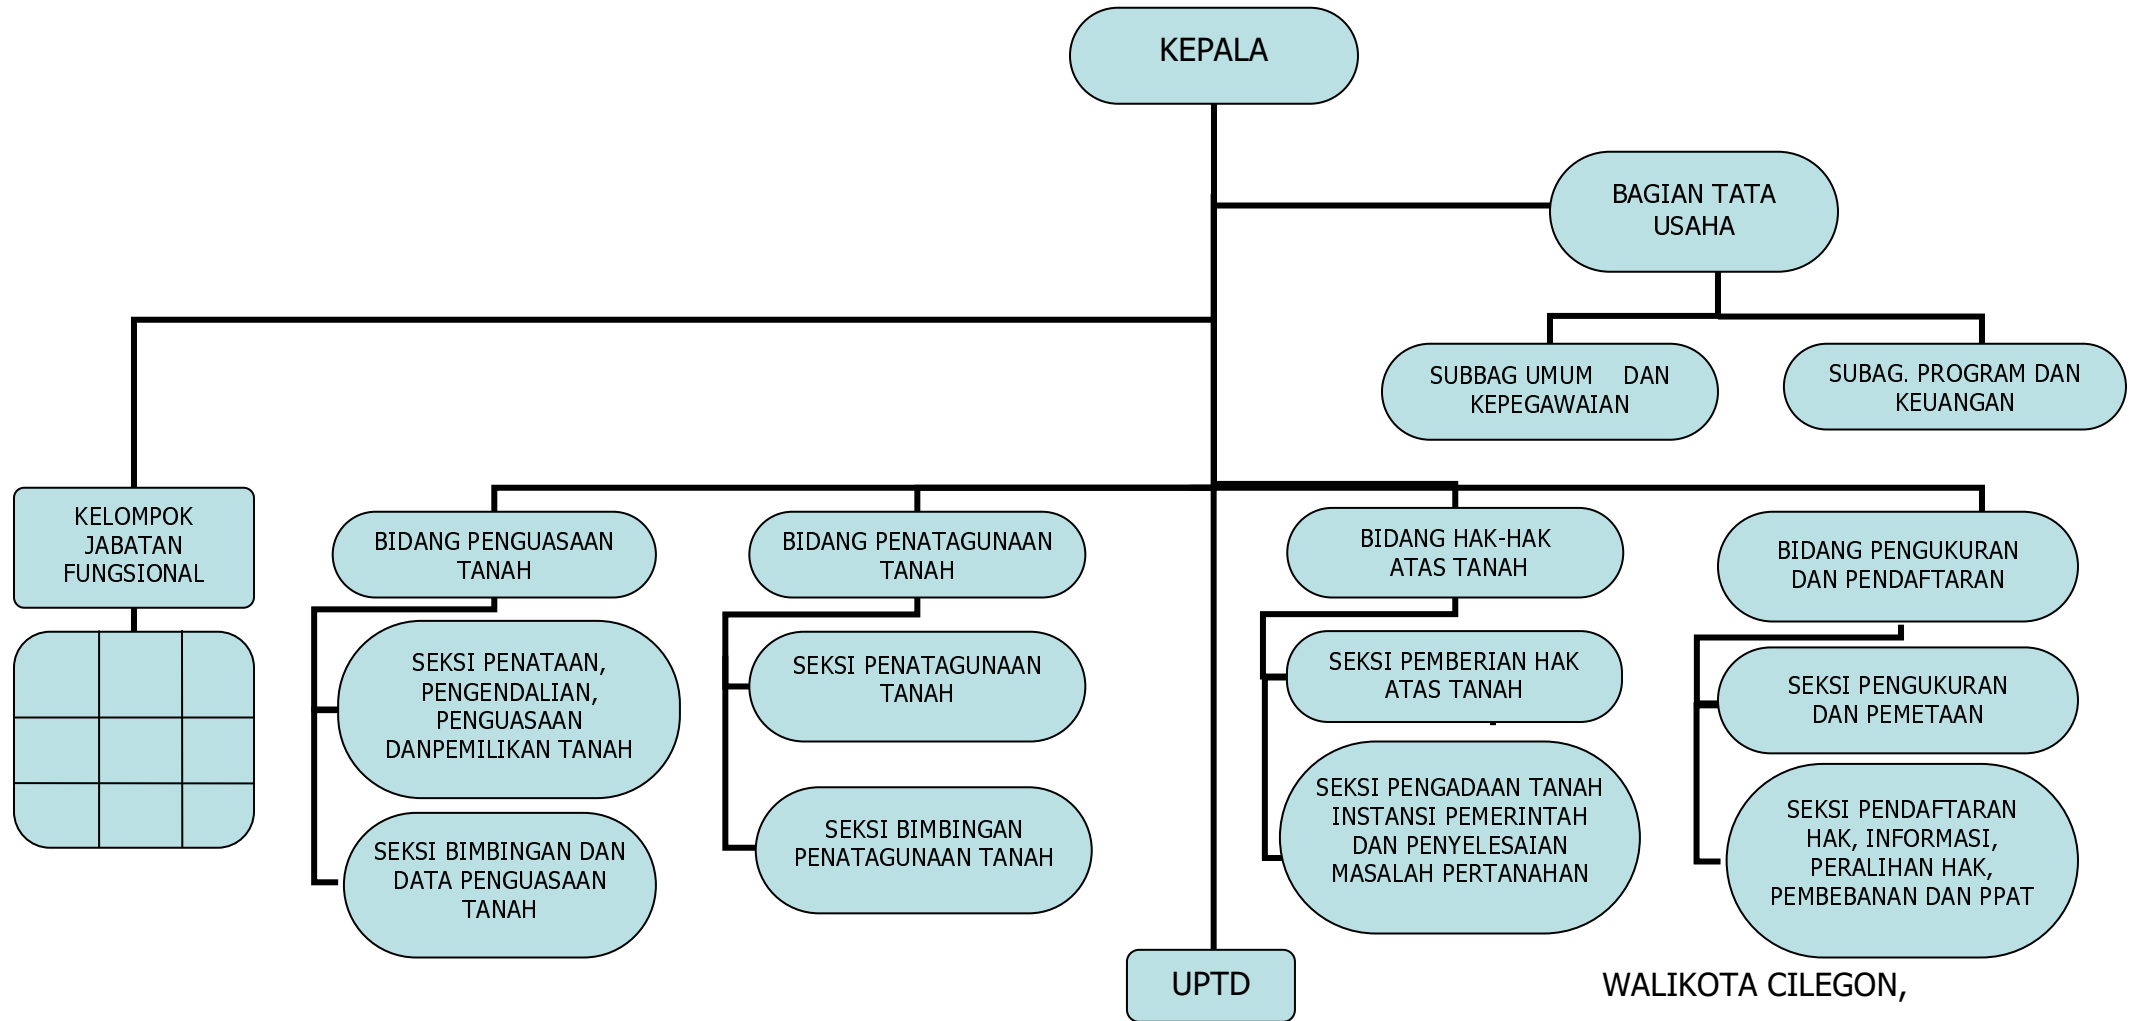 KEPALA
BAGIAN TATA
USAHA
SUBBAG UMUM DAN
KEPEGAWAIAN
SUBAG. PROGRAM DAN
KEUANGAN
KELOMPOK
JABATAN
FUNGSIONAL
BIDANG PENGUASAAN
TANAH
SEKSI PENATAAN,
PENGENDALIAN,
PENGUASAAN
DANPEMILIKAN TANAH
SEKSI BIMBINGAN DAN
DATA PENGUASAAN
TANAH
BIDANG PENATAGUNAAN
TANAH
SEKSI PENATAGUNAAN
TANAH
SEKSI BIMBINGAN
PENATAGUNAAN TANAH
BIDANG HAK-HAK
ATAS TANAH
SEKSI PEMBERIAN HAK
ATAS TANAH
SEKSI PENGADAAN TANAH
INSTANSI PEMERINTAH
DAN PENYELESAIAN
MASALAH PERTANAHAN
BIDANG PENGUKURAN
DAN PENDAFTARAN
SEKSI PENGUKURAN
DAN PEMETAAN
SEKSI PENDAFTARAN
HAK, INFORMASI,
PERALIHAN HAK,
PEMBEBANAN DAN PPAT
UPTD
WALIKOTA CILEGON,